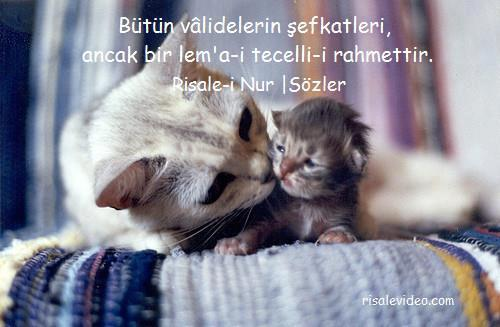 Bütün vâlidelerin şefkatleri,
ancak bir lem'a-i tecelli-i rahmettir.
Risale-i Nur |Sözler
risalevideo.com